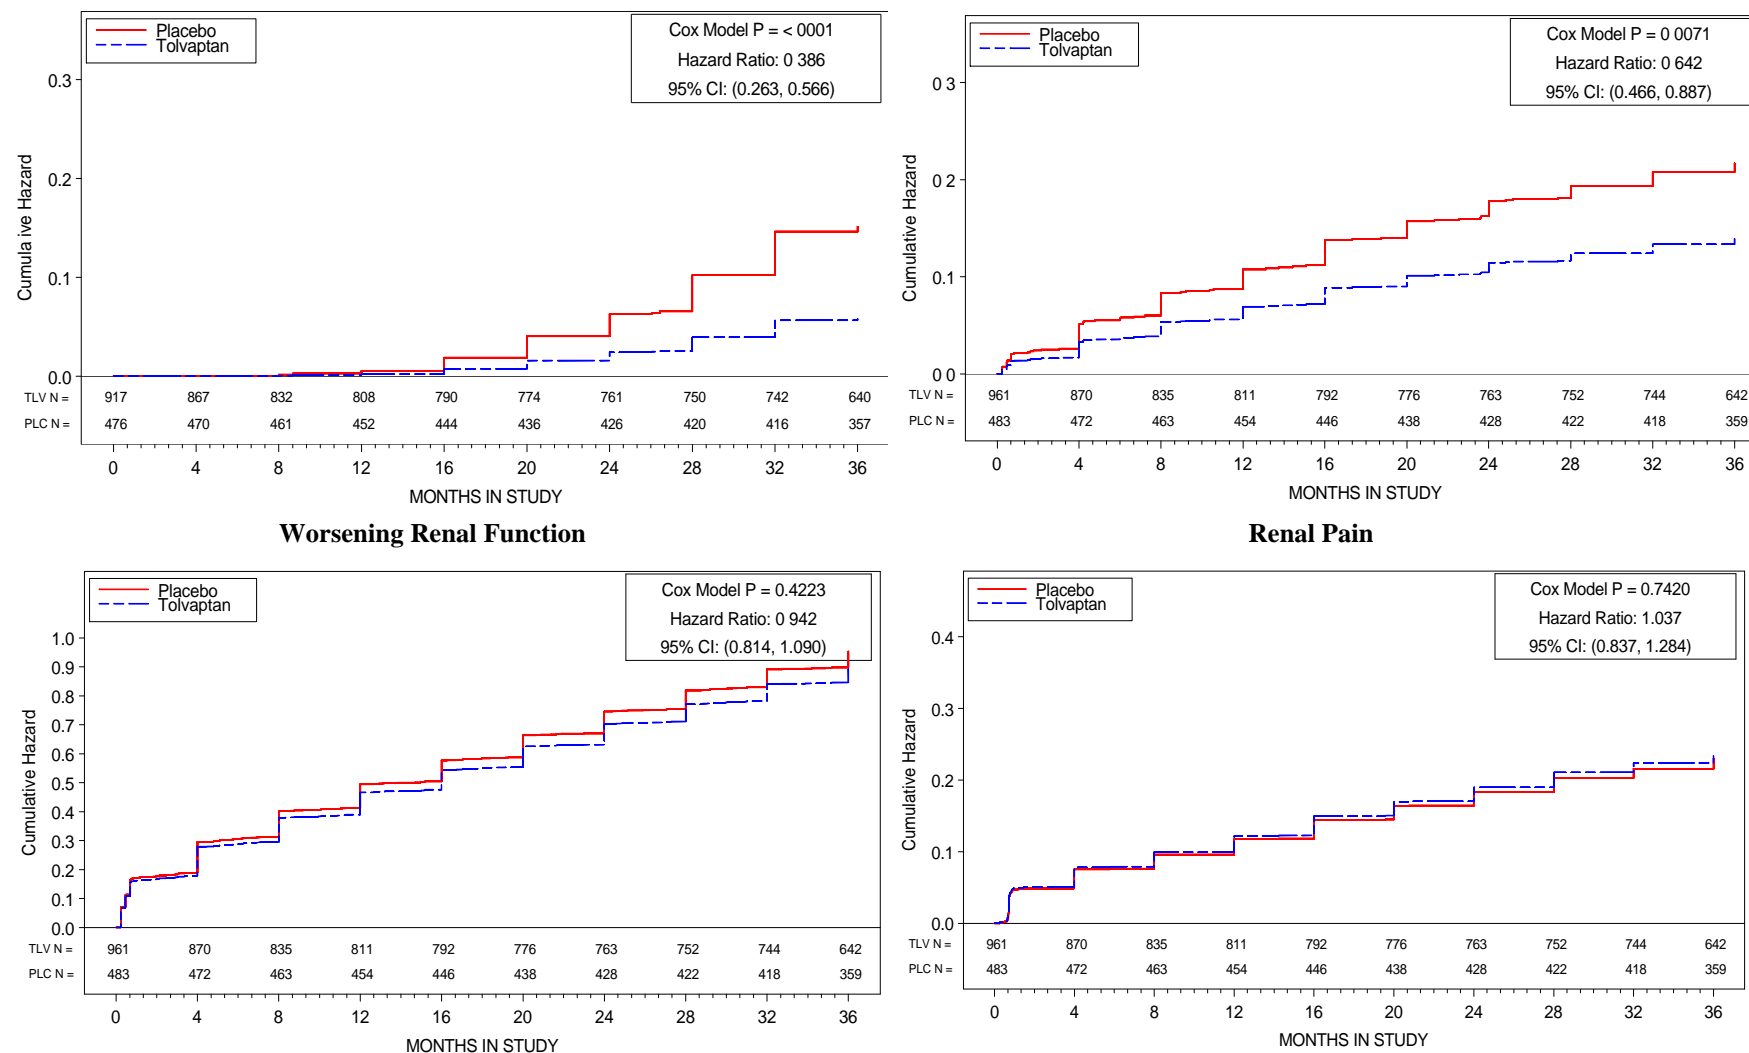 Placebo
Tolvaptan
Cox Model P = < 0001
Hazard Ratio: 0 386
95% CI: (0.263, 0.566)
0.3
0.2
0.1
0.0
Cumula ive Hazard
TLV N = 917 867 832 808 790 774 761 750 742 640
PLC N = 476 470 461 452 444 436 426 420 416 357
0 4 8 12 16 20 24 28 32 36
MONTHS IN STUDY
Worsening Renal Function
Placebo
Tolvaptan
Cox Model P = 0 0071
Hazard Ratio: 0 642
95% CI: (0.466, 0.887)
0 3
0 2
0.1
0 0
Cumulative Hazard
TLV N = 961 870 835 811 792 776 763 752 744 642
PLC N = 483 472 463 454 446 438 428 422 418 359
0 4 8 12 16 20 24 28 32 36
MONTHS IN STUDY
Renal Pain
Placebo
Tolvaptan
Cox Model P = 0.4223
Hazard Ratio: 0 942
95% CI: (0.814, 1.090)
1.0
0.9
0.8
0.7
0.6
0.5
0.4
0.3
0.2
0.1
0.0
Cumulative Hazard
TLV N = 961 870 835 811 792 776 763 752 744 642
PLC N = 483 472 463 454 446 438 428 422 418 359
0 4 8 12 16 20 24 28 32 36
MONTHS IN STUDY
Placebo
Tolvaptan
Cox Model P = 0.7420
Hazard Ratio: 1.037
95% CI: (0.837, 1.284)
0.4
0.3
0.2
0.1
0.0
Cumulative Hazard
TLV N = 961 870 835 811 792 776 763 752 744 642
PLC N = 483 472 463 454 446 438 428 422 418 359
0 4 8 12 16 20 24 28 32 36
MONTHS IN STUDY